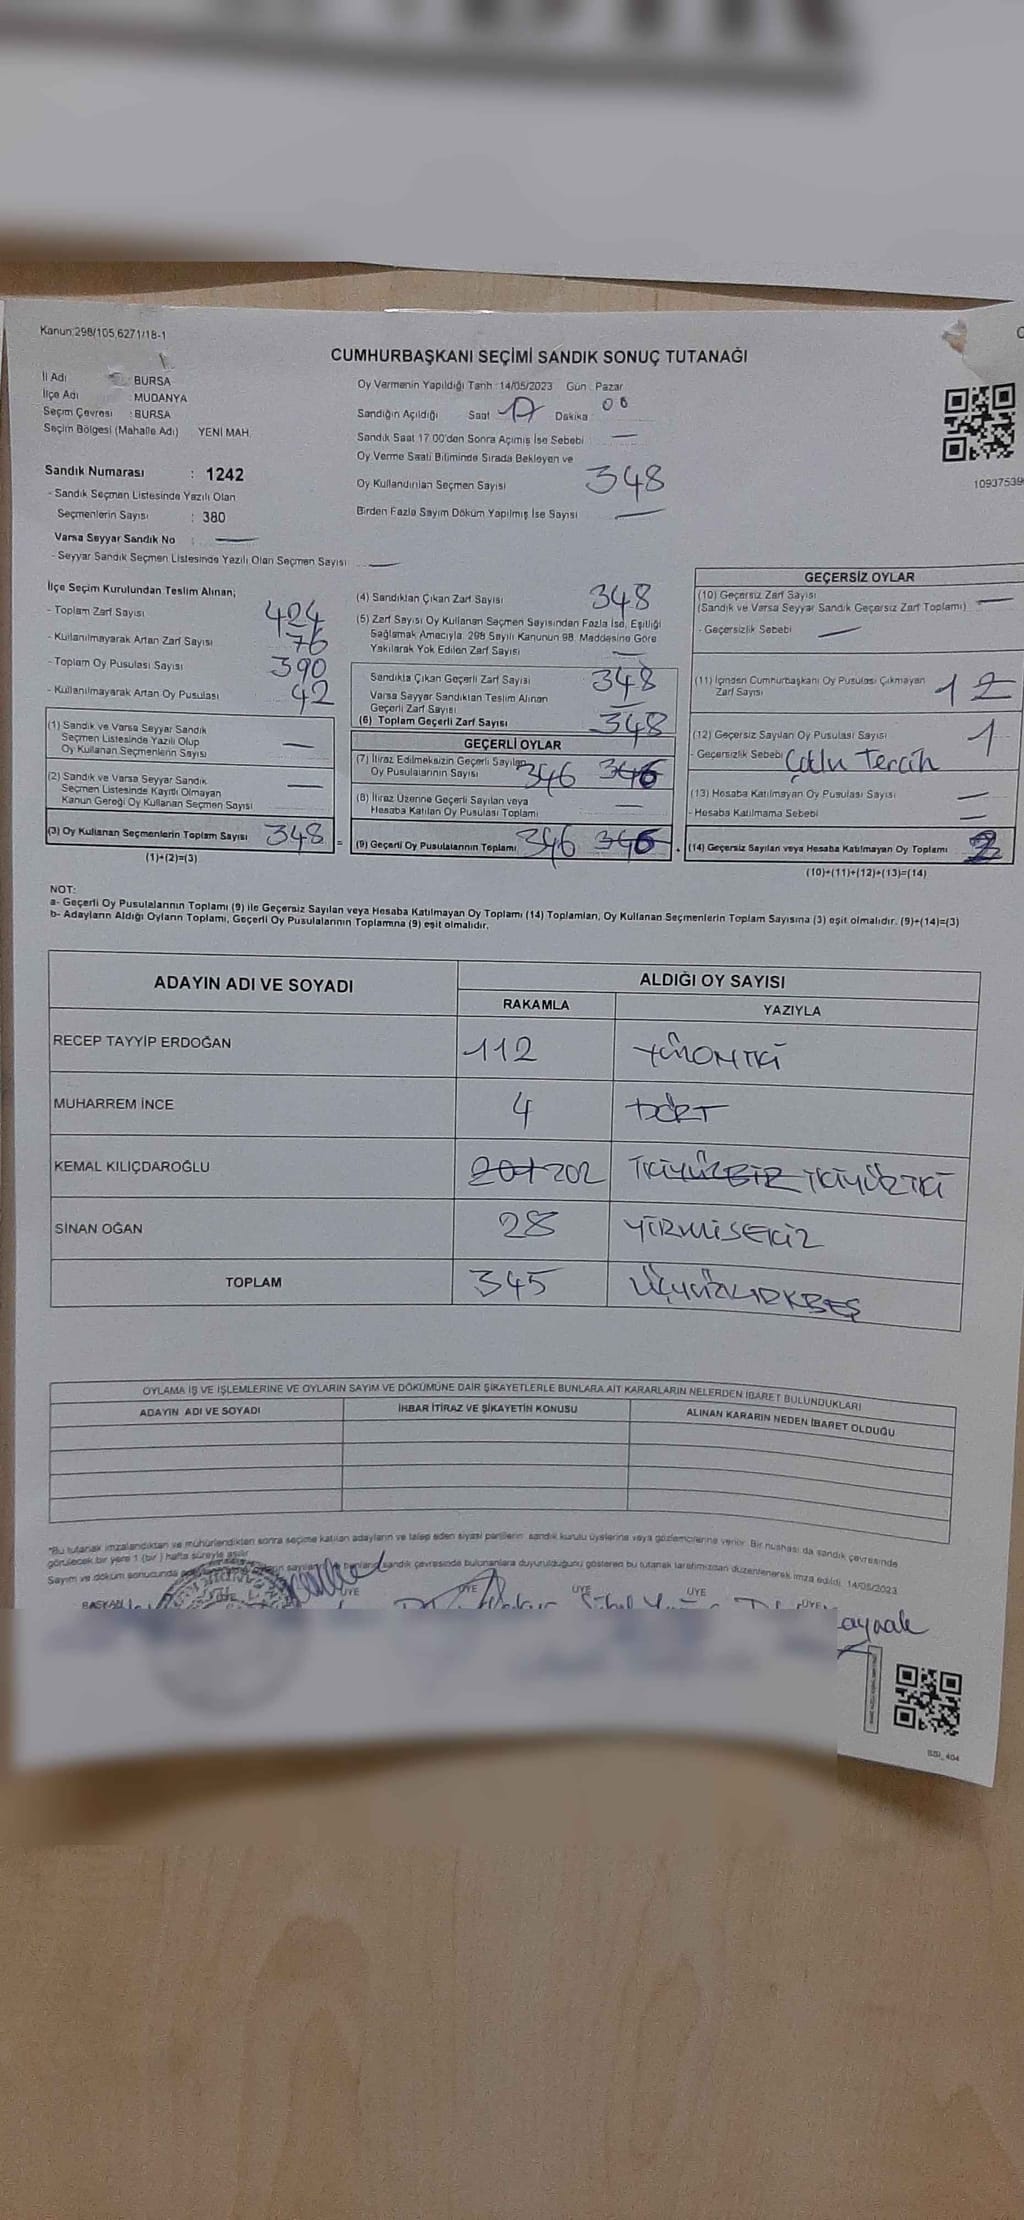 Kanun:298/105,6271/18-1
CUMHURBAŞKANI SEÇİMİ SANDIK SONUÇ TUTANAĞI
İl Adı BURSA
İlçe Adı MUDANYA
Seçim Çevresi : BURSA
Seçim Bölgesi (Mahalle Adı) YENİ MAH.
Sandık Numarası : 1242
- Sandık Seçmen Listesinde Yazılı Olan
Seçmenlerin Sayısı : 380
Varsa Seyyar Sandık No : —
- Seyyar Sandık Seçmen Listesinde Yazılı Olan Seçmen Sayısı —
Oy Vermenin Yapıldığı Tarih : 14/05/2023 Gün : Pazar
Sandığın Açıldığı Saat 17 Dakika 00
Sandık Saat 17.00'den Sonra Açımış İse Sebebi —
Oy Verme Saati Bitiminde Sırada Bekleyen ve
Oy Kullandırılan Seçmen Sayısı 348
Birden Fazla Sayım Döküm Yapılmış İse Sayısı —
10937539
İlçe Seçim Kurulundan Teslim Alınan;
- Toplam Zarf Sayısı 424
- Kullanılmayarak Artan Zarf Sayısı 76
- Toplam Oy Pusulası Sayısı 390
- Kullanılmayarak Artan Oy Pusulası 42
(1) Sandık ve Varsa Seyyar Sandık
Seçmen Listesinde Yazılı Olup
Oy Kullanan Seçmenlerin Sayısı —
(2) Sandık ve Varsa Seyyar Sandık
Seçmen Listesinde Kayıtlı Olmayan
Kanun Gereği Oy Kullanan Seçmen Sayısı —
(3) Oy Kullanan Seçmenlerin Toplam Sayısı 348 =
(1)+(2)=(3)
(4) Sandıktan Çıkan Zarf Sayısı 348
(5) Zarf Sayısı Oy Kullanan Seçmen Sayısından Fazla İse, Eşitliği
Sağlamak Amacıyla 298 Sayılı Kanunun 98. Maddesine Göre
Yakılarak Yok Edilen Zarf Sayısı —
Sandıkta Çıkan Geçerli Zarf Sayısı 348
Varsa Seyyar Sandıktan Teslim Alınan
Geçerli Zarf Sayısı —
(6) Toplam Geçerli Zarf Sayısı 348
GEÇERLİ OYLAR
(7) İtiraz Edilmeksizin Geçerli Sayılan
Oy Pusulalarının Sayısı 346 346
(8) İtiraz Üzerine Geçerli Sayılan veya
Hesaba Katılan Oy Pusulası Toplamı —
(9) Geçerli Oy Pusulalarının Toplamı 346 346 +
GEÇERSİZ OYLAR
(10) Geçersiz Zarf Sayısı
(Sandık ve Varsa Seyyar Sandık Geçersiz Zarf Toplamı) —
- Geçersizlik Sebebi —
(11) İçinden Cumhurbaşkanı Oy Pusulası Çıkmayan
Zarf Sayısı 1 2
(12) Geçersiz Sayılan Oy Pusulası Sayısı 1
- Geçersizlik Sebebi Çoklu Tercih
(13) Hesaba Katılmayan Oy Pusulası Sayısı —
- Hesaba Katılmama Sebebi —
(14) Geçersiz Sayılan veya Hesaba Katılmayan Oy Toplamı
(10)+(11)+(12)+(13)=(14)
NOT:
a- Geçerli Oy Pusulalarının Toplamı (9) ile Geçersiz Sayılan veya Hesaba Katılmayan Oy Toplamı (14) Toplamları, Oy Kullanan Seçmenlerin Toplam Sayısına (3) eşit olmalıdır. (9)+(14)=(3)
b- Adayların Aldığı Oyların Toplamı, Geçerli Oy Pusulalarının Toplamına (9) eşit olmalıdır.
ADAYIN ADI VE SOYADI ALDIĞI OY SAYISI
RAKAMLA YAZIYLA
RECEP TAYYİP ERDOĞAN 112 YÜZONİKİ
MUHARREM İNCE 4 DÖRT
KEMAL KILIÇDAROĞLU 201 202 İKİYÜZBİR İKİYÜZİKİ
SİNAN OĞAN 28 YİRMİSEKİZ
TOPLAM 345 ÜÇYÜZKIRKBEŞ
OYLAMA İŞ VE İŞLEMLERİNE VE OYLARIN SAYIM VE DÖKÜMÜNE DAİR ŞİKAYETLERLE BUNLARA AİT KARARLARIN NELERDEN İBARET BULUNDUKLARI
ADAYIN ADI VE SOYADI İHBAR İTİRAZ VE ŞİKAYETİN KONUSU ALINAN KARARIN NEDEN İBARET OLDUĞU
*Bu tutanak imzalandıktan ve mühürlendikten sonra seçime katılan adayların ve talep eden siyasi partilerin sandık kurulu üyelerine veya gözlemcilerine verilir. Bir nushası da sandık çevresinde
görülecek bir yere 1 (bir) hafta süreyle asılır.
Sayım ve döküm sonucunda sandık çevresinde bulunanlara duyurulduğunu gösteren bu tutanak tarafımızdan düzenlenerek imza edildi. 14/05/2023
BAŞKAN ÜYE ÜYE ÜYE ÜYE ÜYE